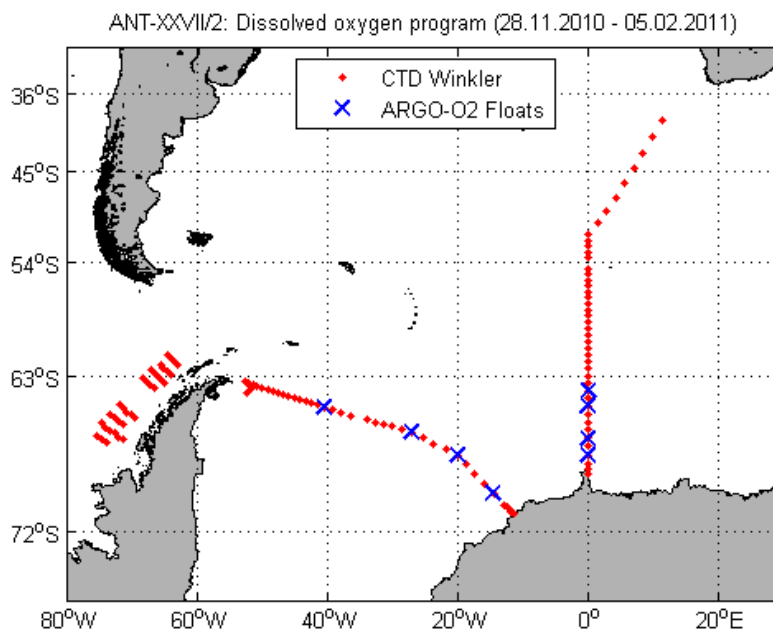 ANT-XXVII/2: Dissolved oxygen program (28.11.2010 - 05.02.2011)
CTD Winkler
ARGO-O2 Floats
36°S
45°S
54°S
63°S
72°S
80°W 60°W 40°W 20°W 0° 20°E